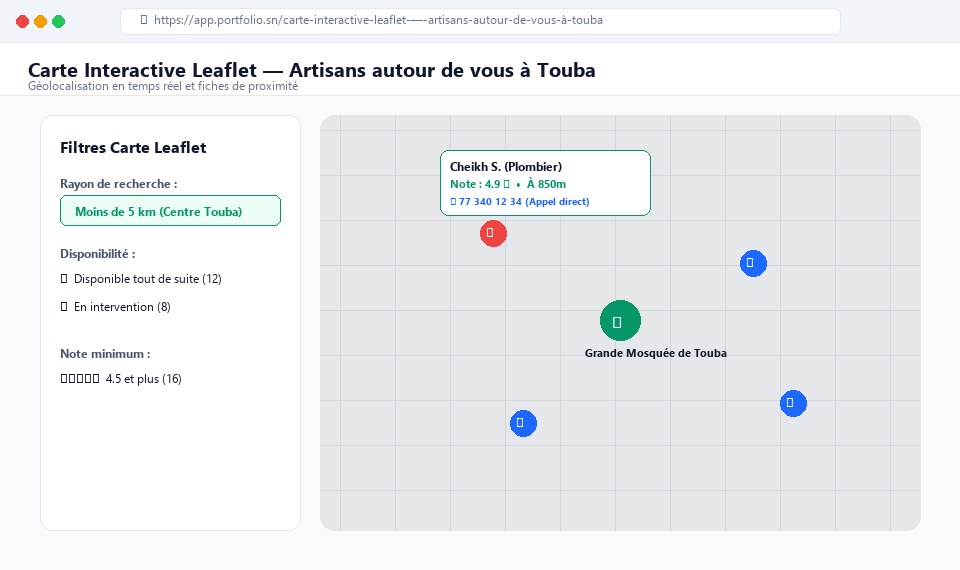 https://app.portfolio.sn/carte-interactive-leaflet-—-artisans-autour-de-vous-à-touba
Carte Interactive Leaflet — Artisans autour de vous à Touba
Géolocalisation en temps réel et fiches de proximité
Filtres Carte Leaflet
Rayon de recherche :
Moins de 5 km (Centre Touba)
Disponibilité :
Disponible tout de suite (12)
En intervention (8)
Note minimum :
4.5 et plus (16)
Cheikh S. (Plombier)
Note : 4.9 • À 850m
77 340 12 34 (Appel direct)
Grande Mosquée de Touba